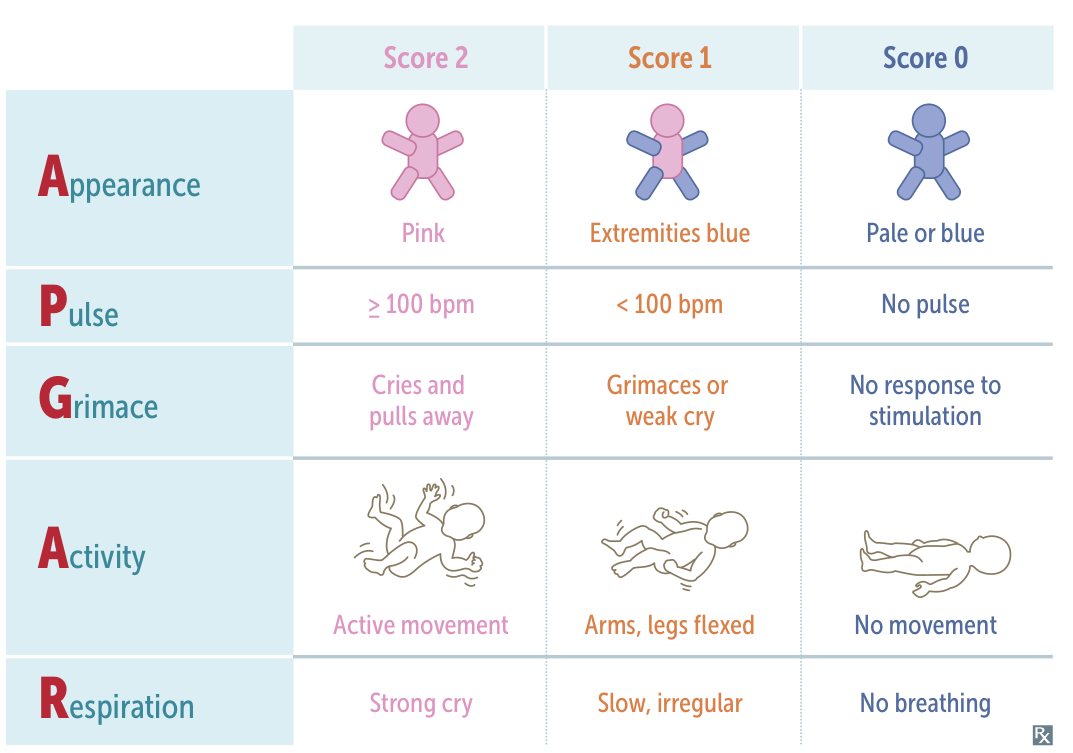 Score 2 Score 1 Score 0
Appearance
Pink Extremities blue Pale or blue
Pulse ≥ 100 bpm < 100 bpm No pulse
Grimace
Cries and Grimaces or No response to
pulls away weak cry stimulation
Activity
Active movement Arms, legs flexed No movement
Respiration Strong cry Slow, irregular No breathing
Rx